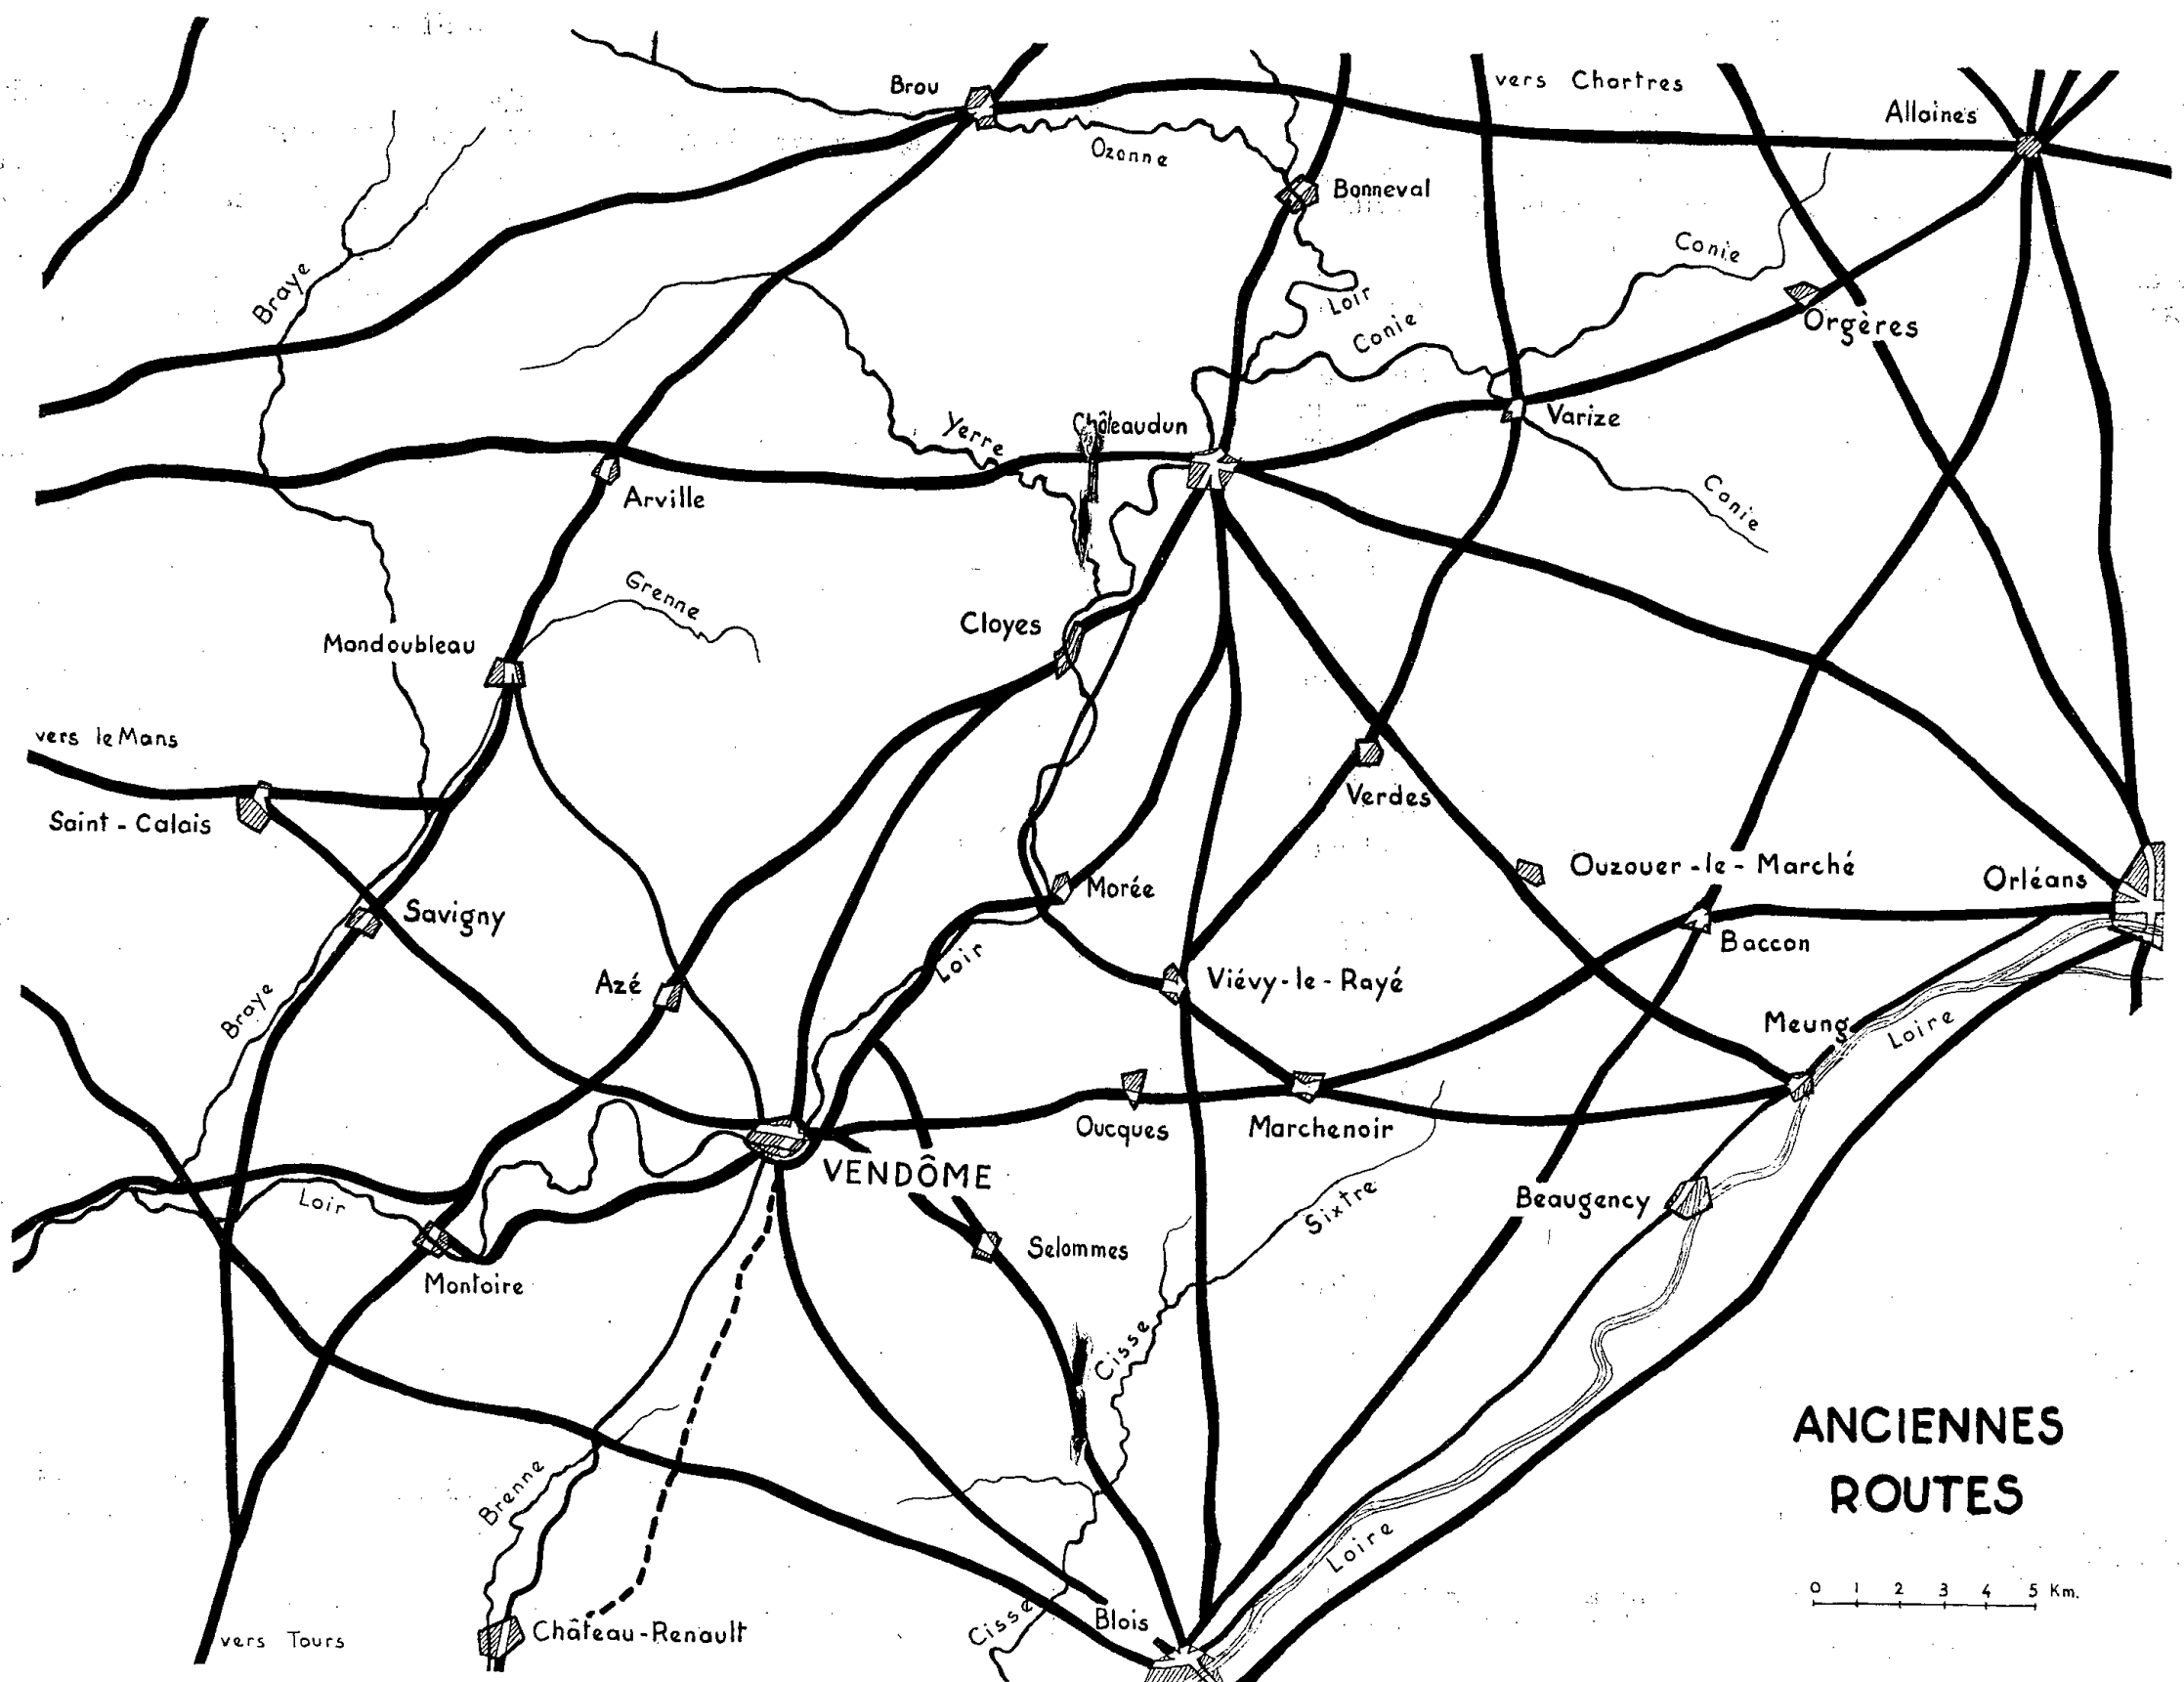 vers Chartres
Brou
Allaines
Ozanne
Bonneval
Conie
Braye
Loir
Conie
Orgères
Châteaudun
Varize
Yerre
Arville
Conie
Grenne
Cloyes
Mondoubleau
vers le Mans
Verdes
Saint-Calais
Ouzouer-le-Marché
Orléans
Morée
Savigny
Baccon
Loir
Azé
Viévy-le-Rayé
Braye
Meung
Loire
Oucques
Marchenoir
VENDÔME
Sixtre
Beaugency
Loir
Selommes
Montoire
Cisse
ANCIENNES
ROUTES
Brenne
Loire
0 1 2 3 4 5 Km.
Cisse
Blois
Château-Renault
vers Tours